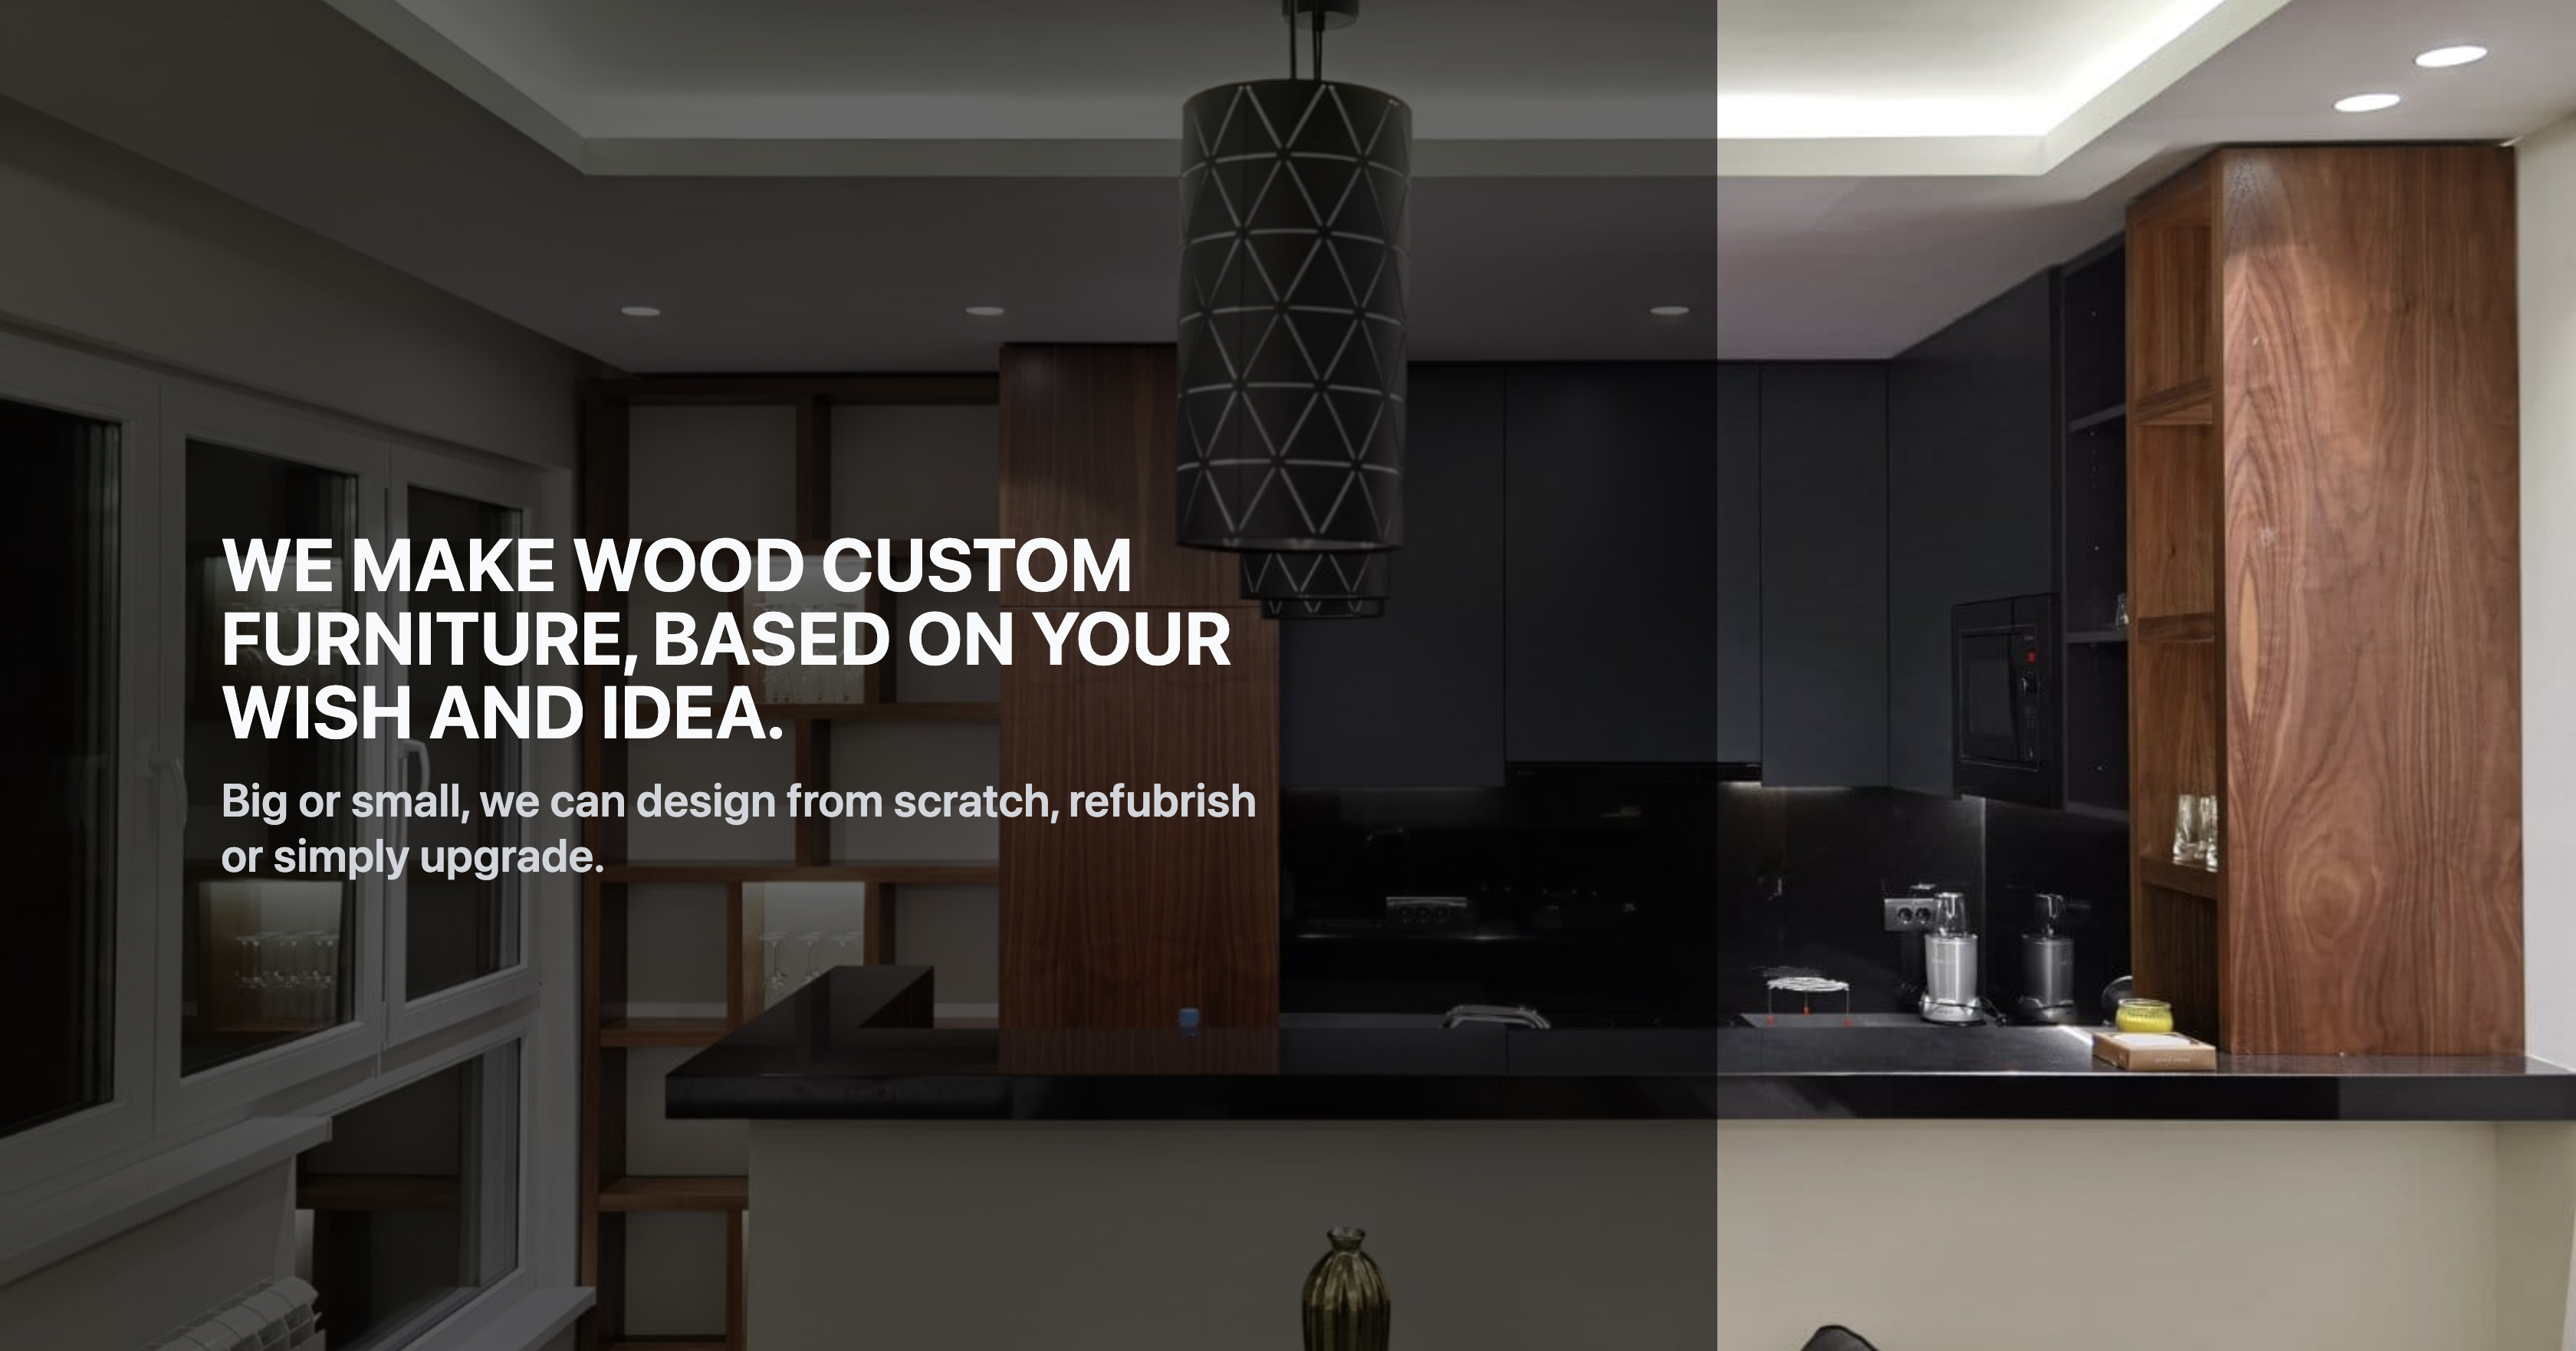 WE MAKE WOOD CUSTOM
FURNITURE, BASED ON YOUR
WISH AND IDEA.
Big or small, we can design from scratch, refubrish
or simply upgrade.